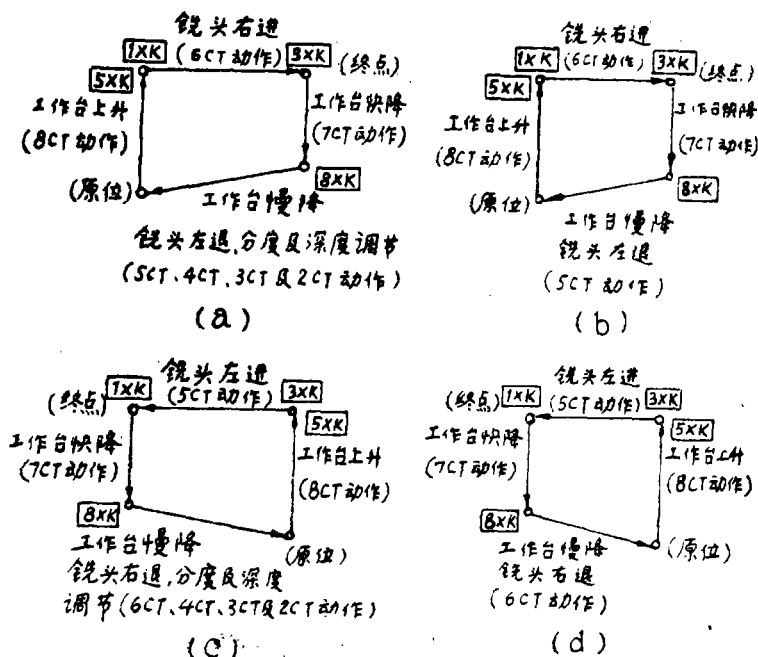 铣头右进
1XK (6CT动作) 3XK (终点)
5XK
工作台上升 工作台快降
(8CT动作) (7CT动作)
8XK
(原位) 工作台慢降
铣头左退,分度及深度调节
(5CT、4CT、3CT及2CT动作)
(a)
铣头右进
1XK (6CT动作) 3XK (终点)
5XK
工作台上升 工作台快降
(8CT动作) (7CT动作)
8XK
(原位) 工作台慢降
铣头左退
(5CT动作)
(b)
铣头左进
(终点) 1XK (5CT动作) 3XK
5XK
工作台快降 工作台上升
(7CT动作) (8CT动作)
8XK
工作台慢降 (原位)
铣头右退,分度及深度
调节(6CT、4CT、3CT及2CT动作)
(c)
铣头左进
(终点) 1XK (5CT动作) 3XK
5XK
工作台快降 工作台上升
(7CT动作) (8CT动作)
8XK
工作台慢降 (原位)
铣头右退
(6CT动作)
(d)